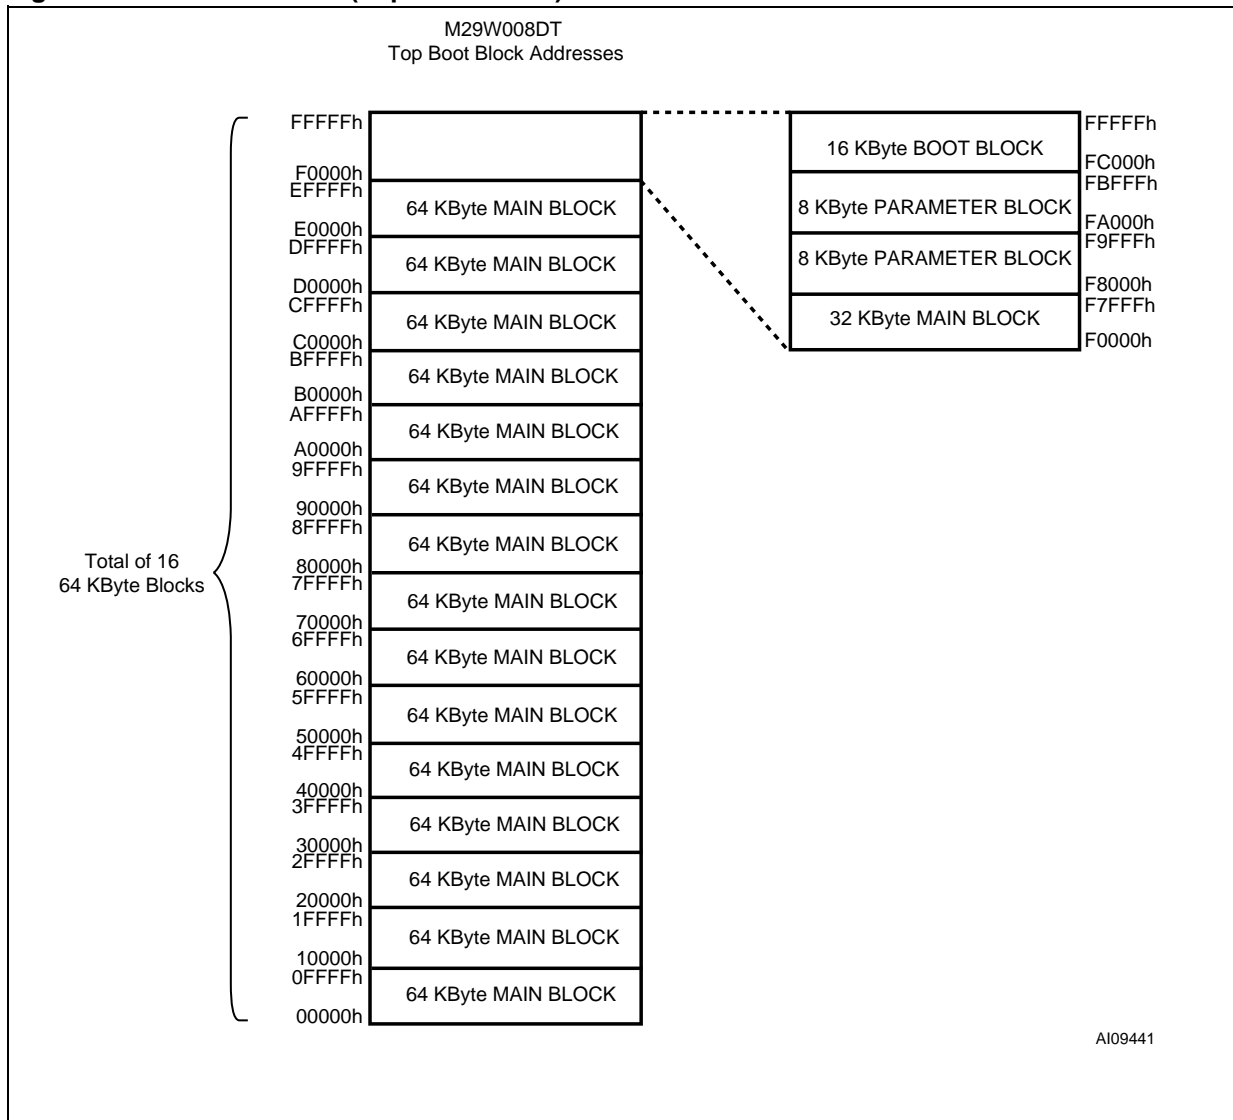 M29W008DT
Top Boot Block Addresses
FFFFFh
F0000h
EFFFFh
64 KByte MAIN BLOCK
E0000h
DFFFFh
64 KByte MAIN BLOCK
D0000h
CFFFFh
64 KByte MAIN BLOCK
C0000h
BFFFFh
64 KByte MAIN BLOCK
B0000h
AFFFFh
64 KByte MAIN BLOCK
A0000h
9FFFFh
64 KByte MAIN BLOCK
90000h
8FFFFh
64 KByte MAIN BLOCK
80000h
7FFFFh
64 KByte MAIN BLOCK
70000h
6FFFFh
64 KByte MAIN BLOCK
60000h
5FFFFh
64 KByte MAIN BLOCK
50000h
4FFFFh
64 KByte MAIN BLOCK
40000h
3FFFFh
64 KByte MAIN BLOCK
30000h
2FFFFh
64 KByte MAIN BLOCK
20000h
1FFFFh
64 KByte MAIN BLOCK
10000h
0FFFFh
64 KByte MAIN BLOCK
00000h
Total of 16
64 KByte Blocks
FFFFFh
16 KByte BOOT BLOCK
FC000h
FBFFFh
8 KByte PARAMETER BLOCK
FA000h
F9FFFh
8 KByte PARAMETER BLOCK
F8000h
F7FFFh
32 KByte MAIN BLOCK
F0000h
AI09441